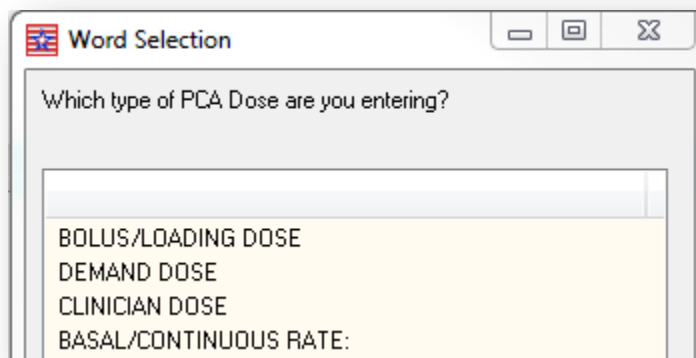 Word Selection
Which type of PCA Dose are you entering?
BOLUS/LOADING DOSE
DEMAND DOSE
CLINICIAN DOSE
BASAL/CONTINUOUS RATE: